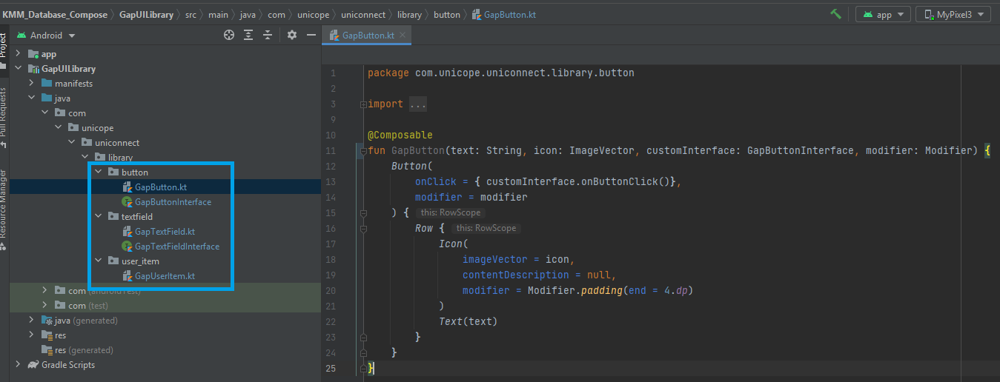 KMM_Database_Compose GapUILibrary src main java com unicope uniconnect library button GapButton.kt app MyPixel3
Project
Pull Requests
Resource Manager
Android
app
GapUILibrary
manifests
java
com
unicope
uniconnect
library
button
GapButton.kt
GapButtonInterface
textfield
GapTextField.kt
GapTextFieldInterface
user_item
GapUserItem.kt
com (androidTest)
com (test)
java (generated)
res
res (generated)
Gradle Scripts
GapButton.kt
1 package com.unicope.uniconnect.library.button
2
3 import ...
9
10 @Composable
11 fun GapButton(text: String, icon: ImageVector, customInterface: GapButtonInterface, modifier: Modifier) {
12 Button(
13 onClick = { customInterface.onButtonClick()},
14 modifier = modifier
15 ) { this: RowScope
16 Row { this: RowScope
17 Icon(
18 imageVector = icon,
19 contentDescription = null,
20 modifier = Modifier.padding(end = 4.dp)
21 )
22 Text(text)
23 }
24 }
25 }